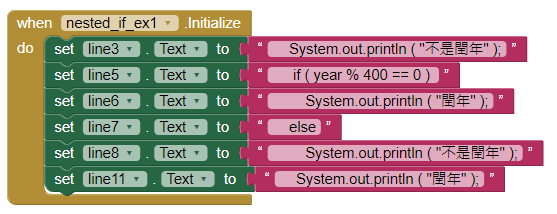 when nested_if_ex1 .Initialize
do set line3 . Text to “ System.out.println ( "不是閏年" ); ”
set line5 . Text to “ if ( year % 400 == 0 ) ”
set line6 . Text to “ System.out.println ( "閏年" ); ”
set line7 . Text to “ else ”
set line8 . Text to “ System.out.println ( "不是閏年" ); ”
set line11 . Text to “ System.out.println ( "閏年" ); ”